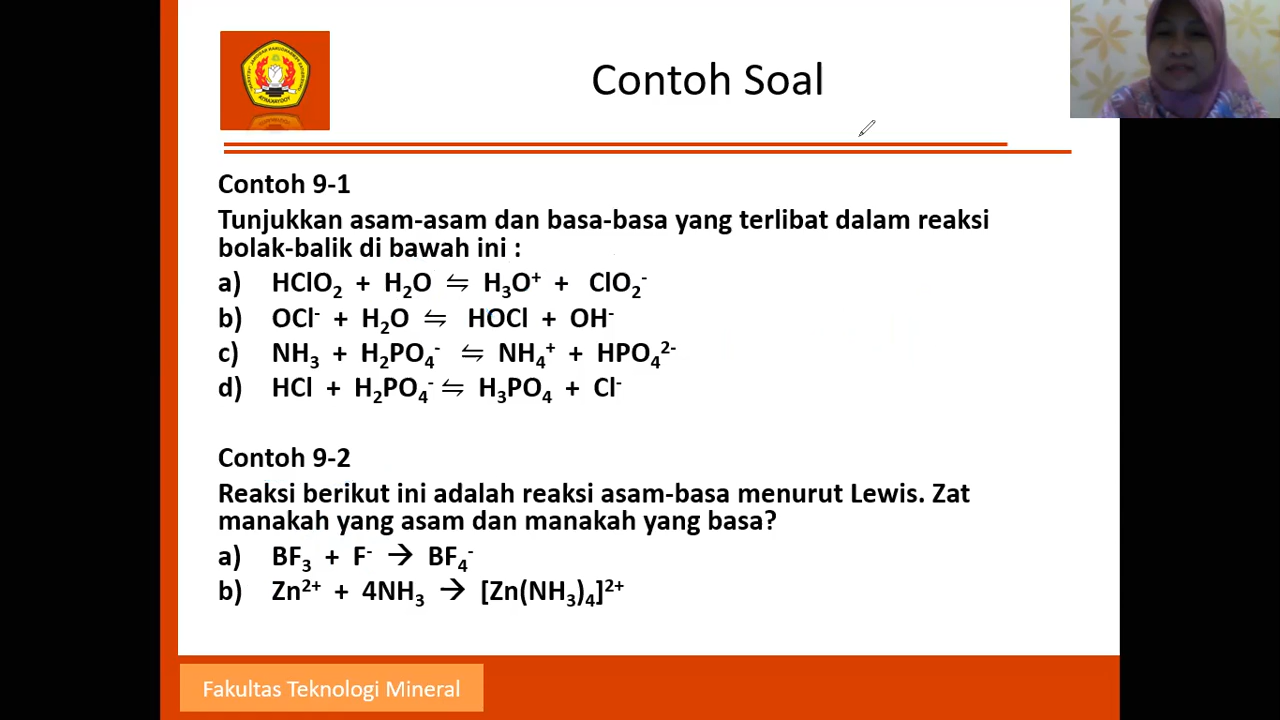 Contoh Soal
Contoh 9-1
Tunjukkan asam-asam dan basa-basa yang terlibat dalam reaksi
bolak-balik di bawah ini :
a) HClO₂ + H₂O ⇋ H₃O⁺ + ClO₂⁻
b) OCl⁻ + H₂O ⇋ HOCl + OH⁻
c) NH₃ + H₂PO₄⁻ ⇋ NH₄⁺ + HPO₄²⁻
d) HCl + H₂PO₄⁻ ⇋ H₃PO₄ + Cl⁻
Contoh 9-2
Reaksi berikut ini adalah reaksi asam-basa menurut Lewis. Zat
manakah yang asam dan manakah yang basa?
a) BF₃ + F⁻ → BF₄⁻
b) Zn²⁺ + 4NH₃ → [Zn(NH₃)₄]²⁺
Fakultas Teknologi Mineral